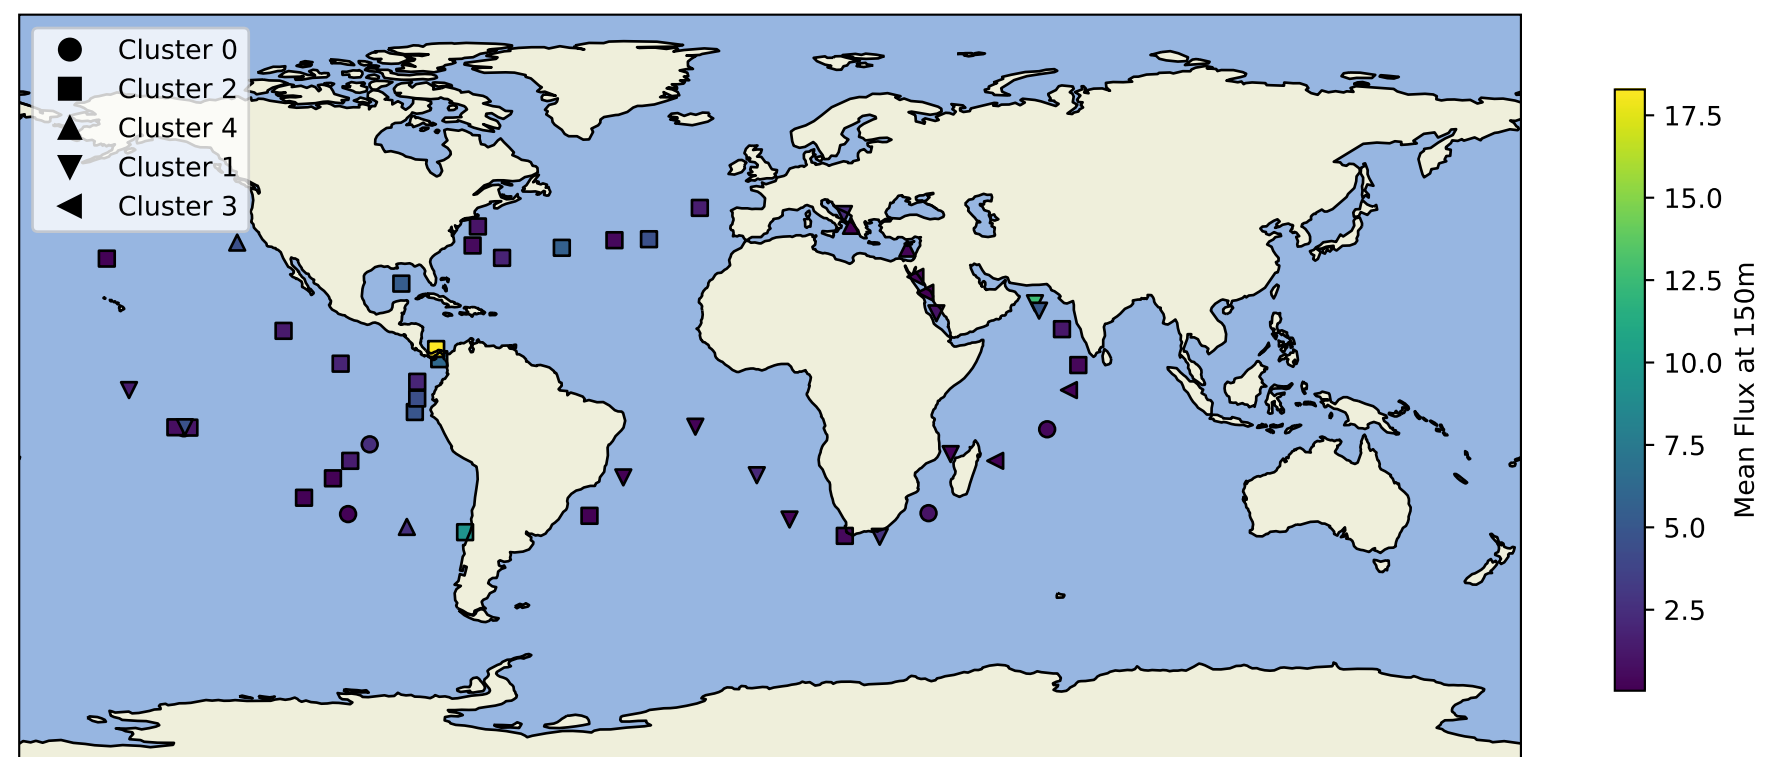 Cluster 0
Cluster 2
Cluster 4
Cluster 1
Cluster 3
17.5
15.0
12.5
10.0
7.5
5.0
2.5
Mean Flux at 150m